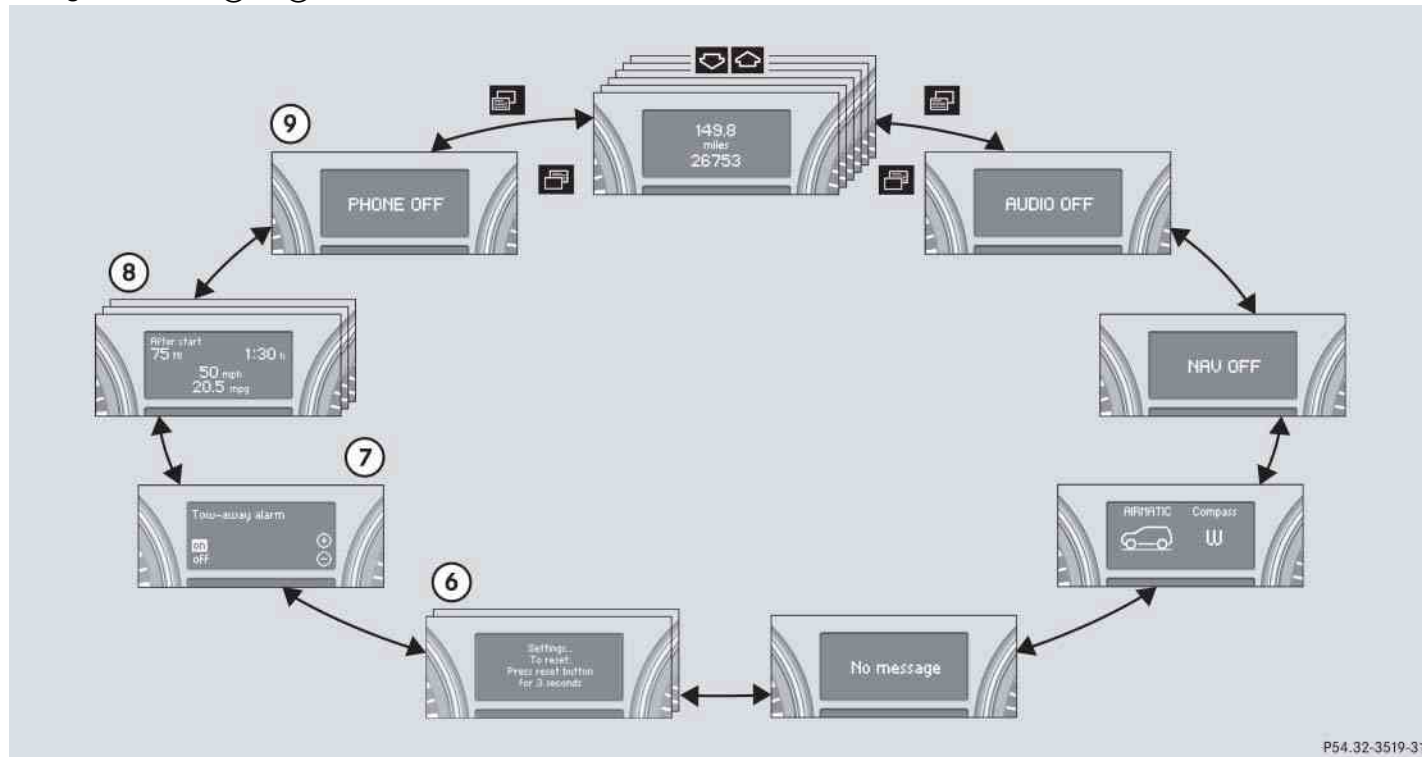 149.8
miles
26753
9
PHONE OFF
AUDIO OFF
8
After start
75 mi 1:30 h
50 mph
20.5 mpg
NAV OFF
7
Tow-away alarm
on
off
AIRMATIC Compass
W
6
Settings...
To reset:
Press reset button
for 3 seconds
No message
P54.32-3519-31